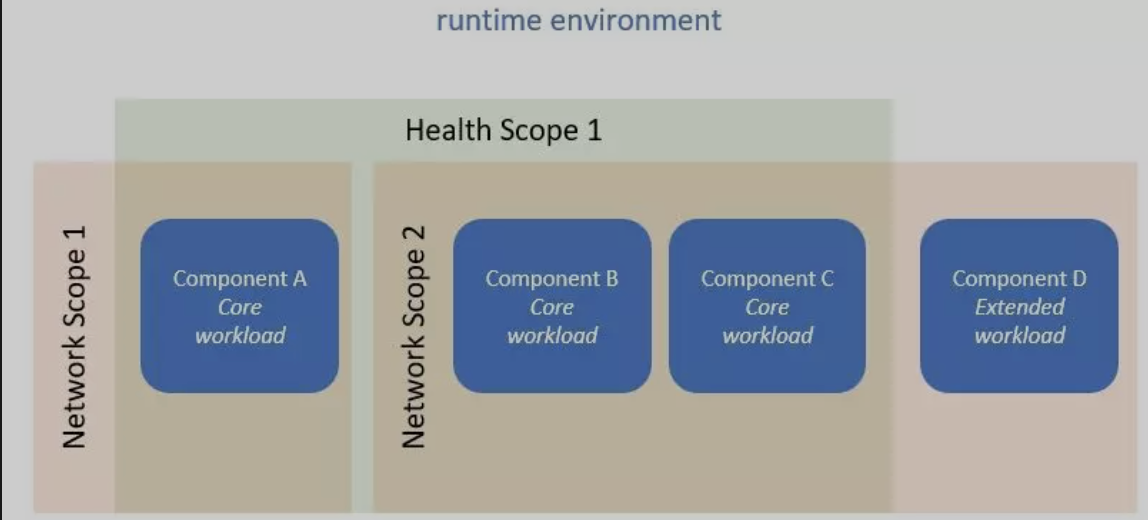 runtime environment
Health Scope 1
Network Scope 1
Component A
Core
workload
Network Scope 2
Component B
Core
workload
Component C
Core
workload
Component D
Extended
workload